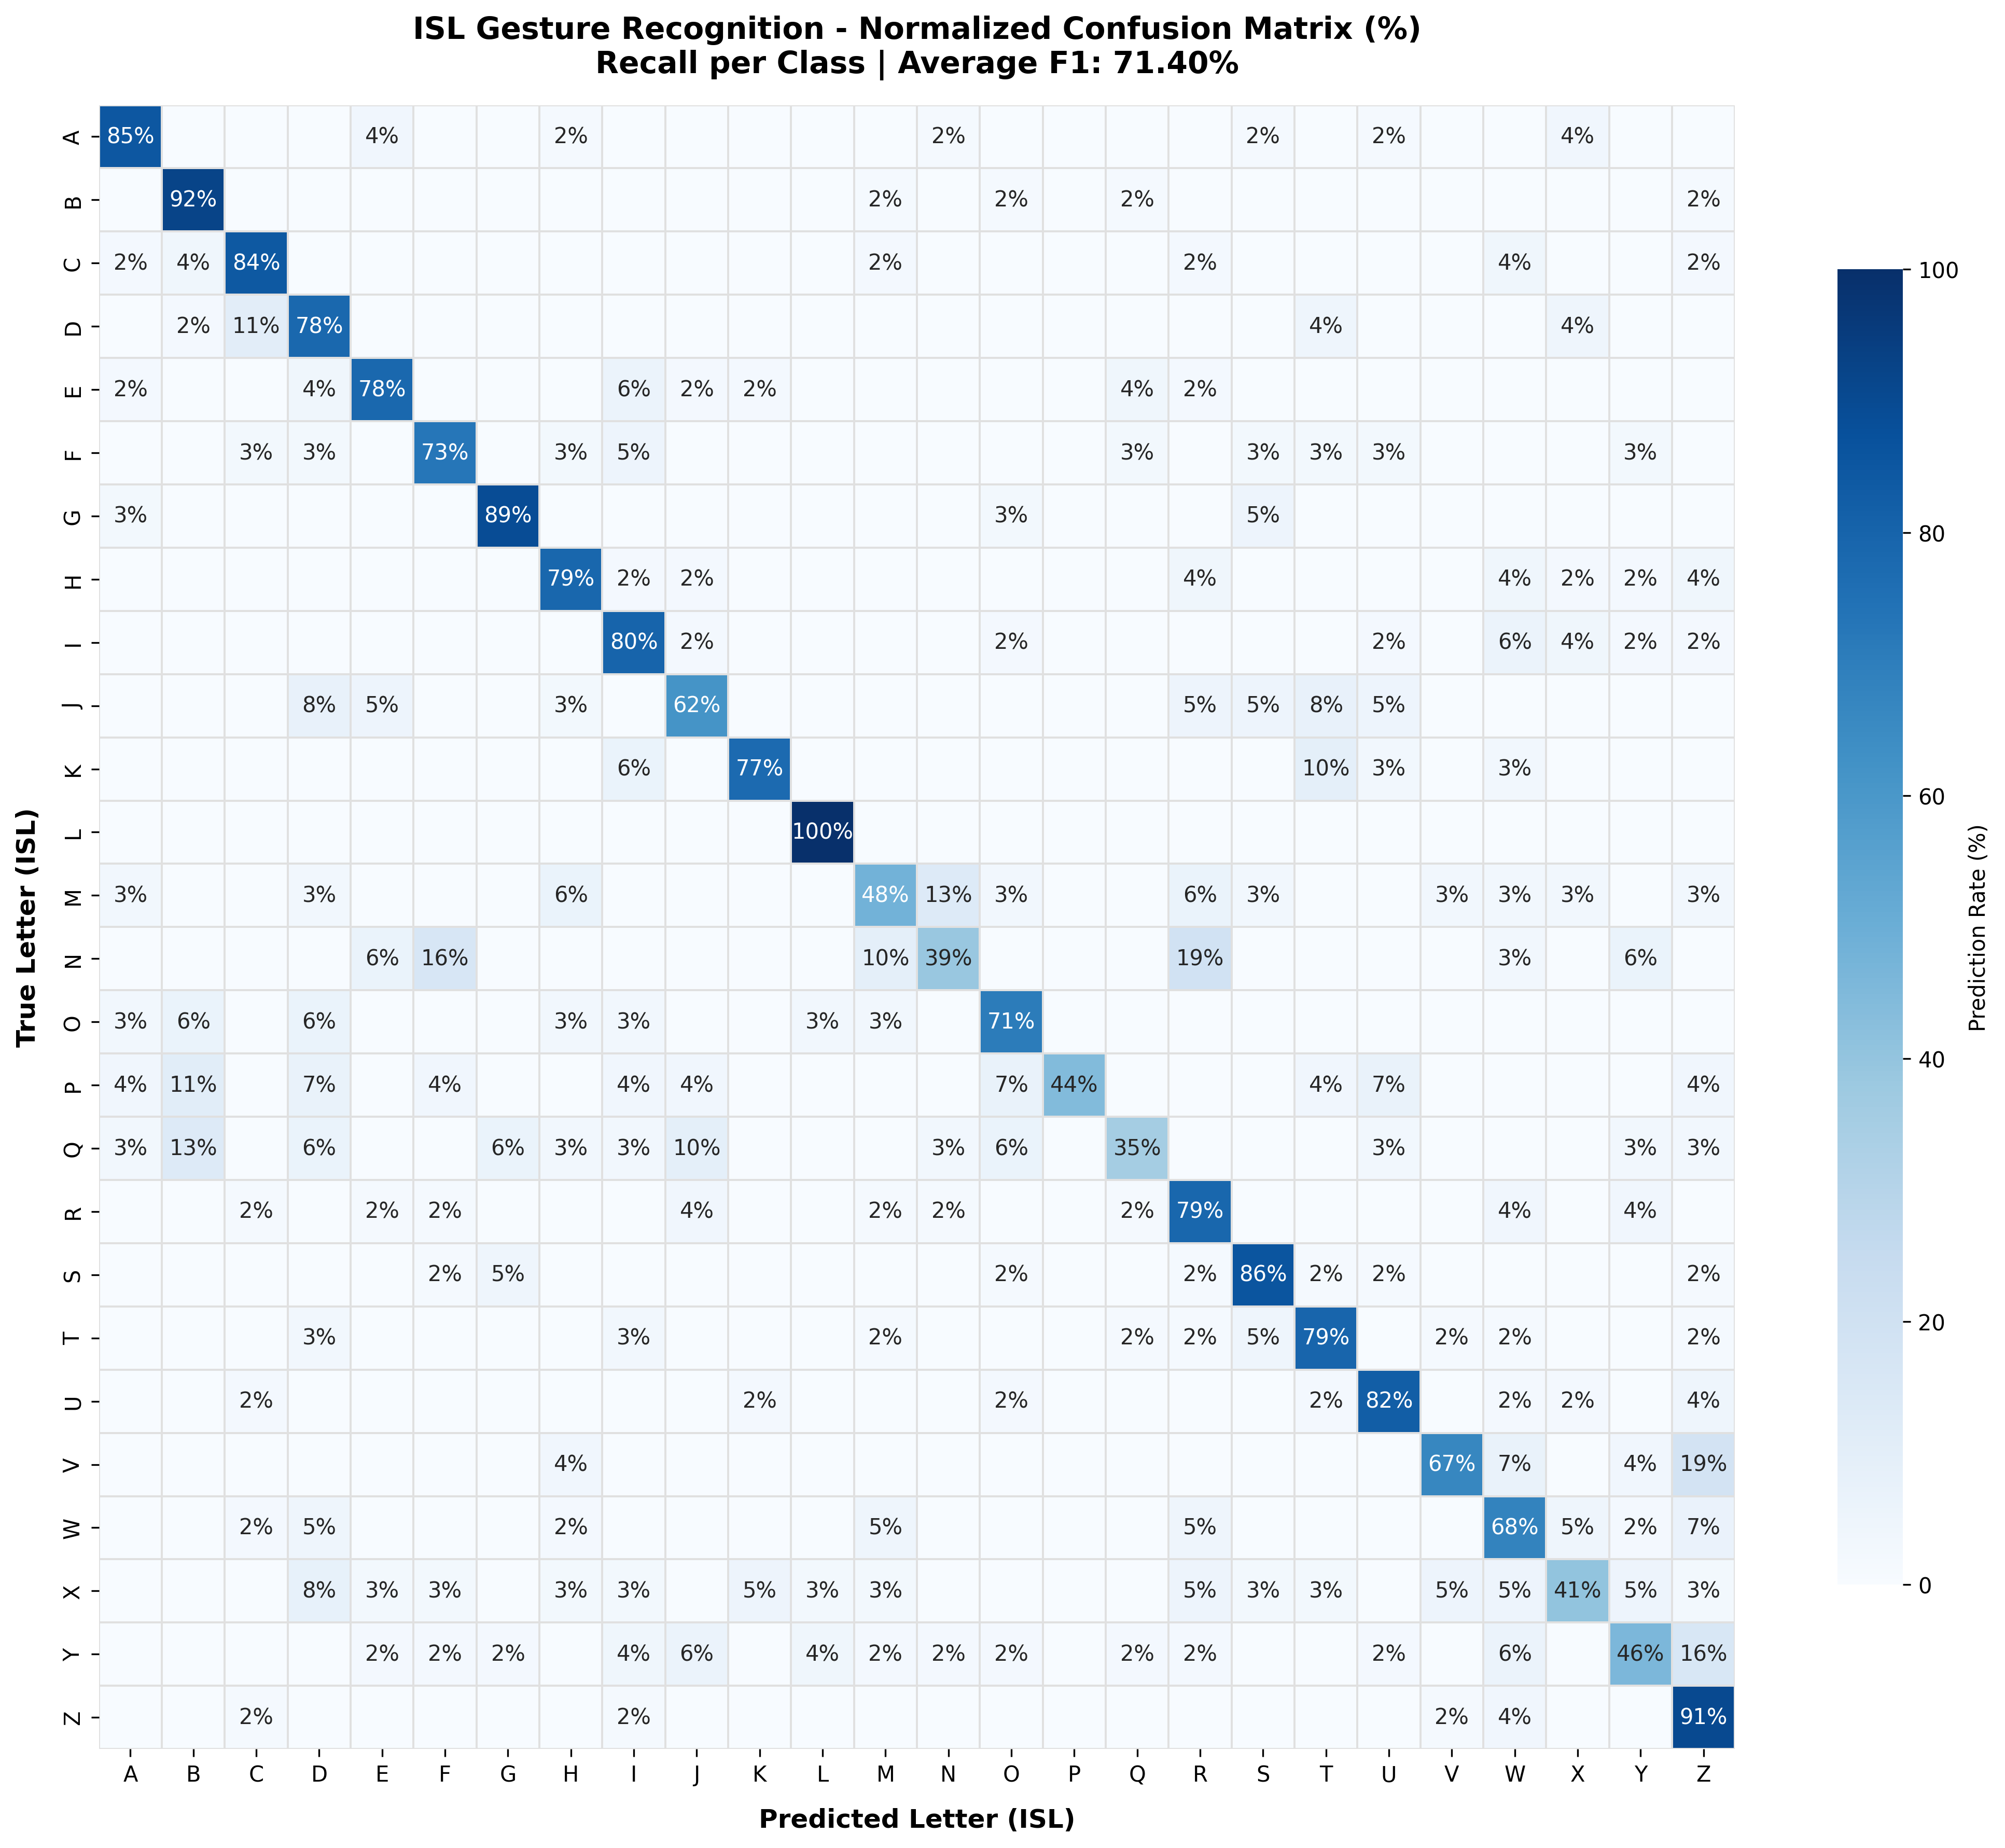 ISL Gesture Recognition - Normalized Confusion Matrix (%)
Recall per Class | Average F1: 71.40%
True Letter (ISL)
A 85% 4% 2% 2% 2% 2% 4%
B 92% 2% 2% 2% 2%
C 2% 4% 84% 2% 2% 4% 2%
D 2% 11% 78% 4% 4%
E 2% 4% 78% 6% 2% 2% 4% 2%
F 3% 3% 73% 3% 5% 3% 3% 3% 3% 3%
G 3% 89% 3% 5%
H 79% 2% 2% 4% 4% 2% 2% 4%
I 80% 2% 2% 2% 6% 4% 2% 2%
J 8% 5% 3% 62% 5% 5% 8% 5%
K 6% 77% 10% 3% 3%
L 100%
M 3% 3% 6% 48% 13% 3% 6% 3% 3% 3% 3% 3%
N 6% 16% 10% 39% 19% 3% 6%
O 3% 6% 6% 3% 3% 3% 3% 71%
P 4% 11% 7% 4% 4% 4% 7% 44% 4% 7% 4%
Q 3% 13% 6% 6% 3% 3% 10% 3% 6% 35% 3% 3% 3%
R 2% 2% 2% 4% 2% 2% 2% 79% 4% 4%
S 2% 5% 2% 2% 86% 2% 2% 2%
T 3% 3% 2% 2% 2% 5% 79% 2% 2% 2%
U 2% 2% 2% 2% 82% 2% 2% 4%
V 4% 67% 7% 4% 19%
W 2% 5% 2% 5% 5% 68% 5% 2% 7%
X 8% 3% 3% 3% 3% 5% 3% 3% 5% 3% 3% 5% 5% 41% 5% 3%
Y 2% 2% 2% 4% 6% 4% 2% 2% 2% 2% 2% 2% 6% 46% 16%
Z 2% 2% 2% 4% 91%
A B C D E F G H I J K L M N O P Q R S T U V W X Y Z
Predicted Letter (ISL)
100
80
60
40
20
0
Prediction Rate (%)